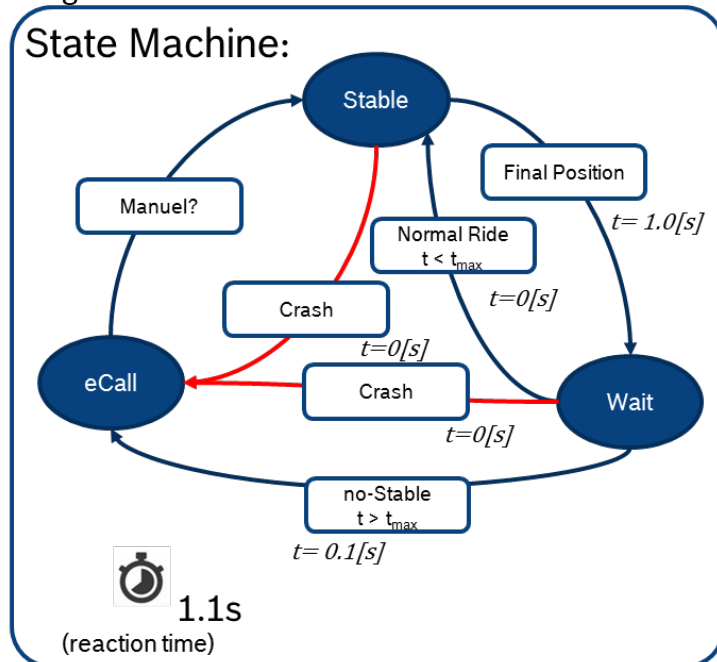 State Machine:
Stable
Final Position
t= 1.0[s]
Manuel?
Normal Ride
t < tmax
t=0[s]
Crash
t=0[s]
eCall
Crash
t=0[s]
Wait
no-Stable
t > tmax
t= 0.1[s]
1.1s
(reaction time)